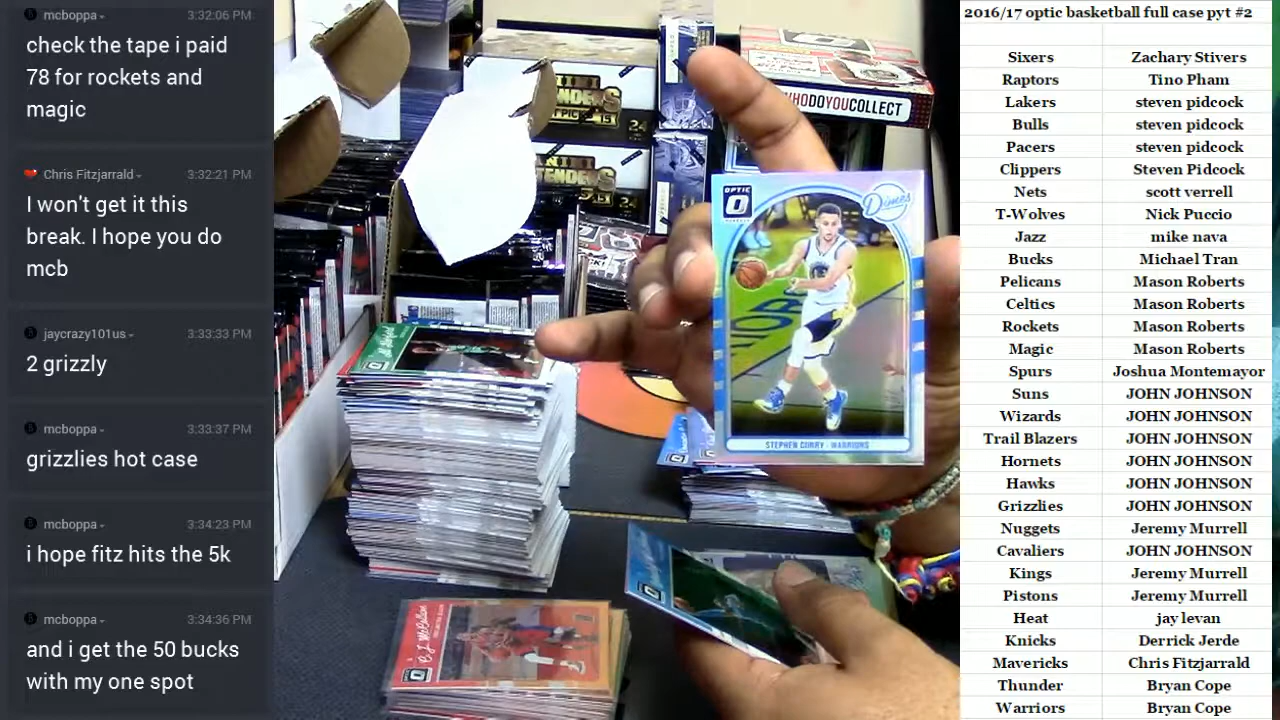 mcboppa 3:32:06 PM
check the tape i paid
78 for rockets and
magic
Chris Fitzjarrald 3:32:21 PM
I won't get it this
break. I hope you do
mcb
jaycrazy101us 3:33:33 PM
2 grizzly
mcboppa 3:33:37 PM
grizzlies hot case
mcboppa 3:34:23 PM
i hope fitz hits the 5k
mcboppa 3:34:36 PM
and i get the 50 bucks
with my one spot
WHODOYOUCOLLECT
24
OPTIC
Dimes
STEPHEN CURRY - WARRIORS
2016/17 optic basketball full case pyt #2
Sixers Zachary Stivers
Raptors Tino Pham
Lakers steven pidcock
Bulls steven pidcock
Pacers steven pidcock
Clippers Steven Pidcock
Nets scott verrell
T-Wolves Nick Puccio
Jazz mike nava
Bucks Michael Tran
Pelicans Mason Roberts
Celtics Mason Roberts
Rockets Mason Roberts
Magic Mason Roberts
Spurs Joshua Montemayor
Suns JOHN JOHNSON
Wizards JOHN JOHNSON
Trail Blazers JOHN JOHNSON
Hornets JOHN JOHNSON
Hawks JOHN JOHNSON
Grizzlies JOHN JOHNSON
Nuggets Jeremy Murrell
Cavaliers JOHN JOHNSON
Kings Jeremy Murrell
Pistons Jeremy Murrell
Heat jay levan
Knicks Derrick Jerde
Mavericks Chris Fitzjarrald
Thunder Bryan Cope
Warriors Bryan Cope